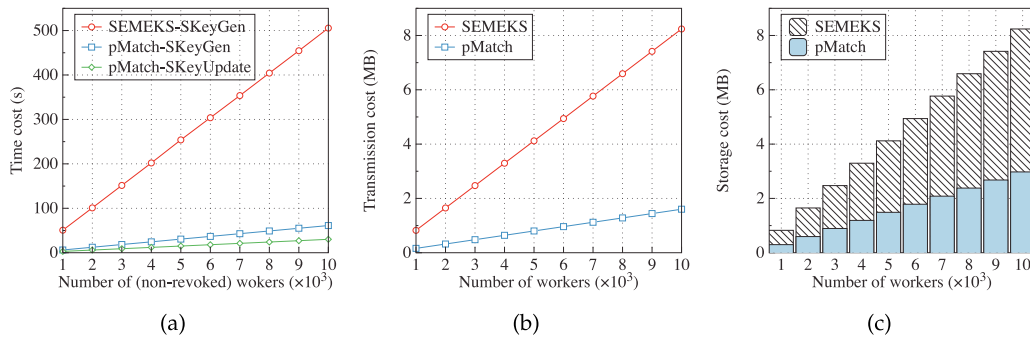 500
400
300
200
100
0
Time cost (s)
SEMEKS-SKeyGen
pMatch-SKeyGen
pMatch-SKeyUpdate
1 2 3 4 5 6 7 8 9 10
Number of (non-revoked) wokers (×10³)
(a)
8
6
4
2
0
Transmission cost (MB)
SEMEKS
pMatch
1 2 3 4 5 6 7 8 9 10
Number of workers (×10³)
(b)
8
6
4
2
0
Storage cost (MB)
SEMEKS
pMatch
1 2 3 4 5 6 7 8 9 10
Number of workers (×10³)
(c)